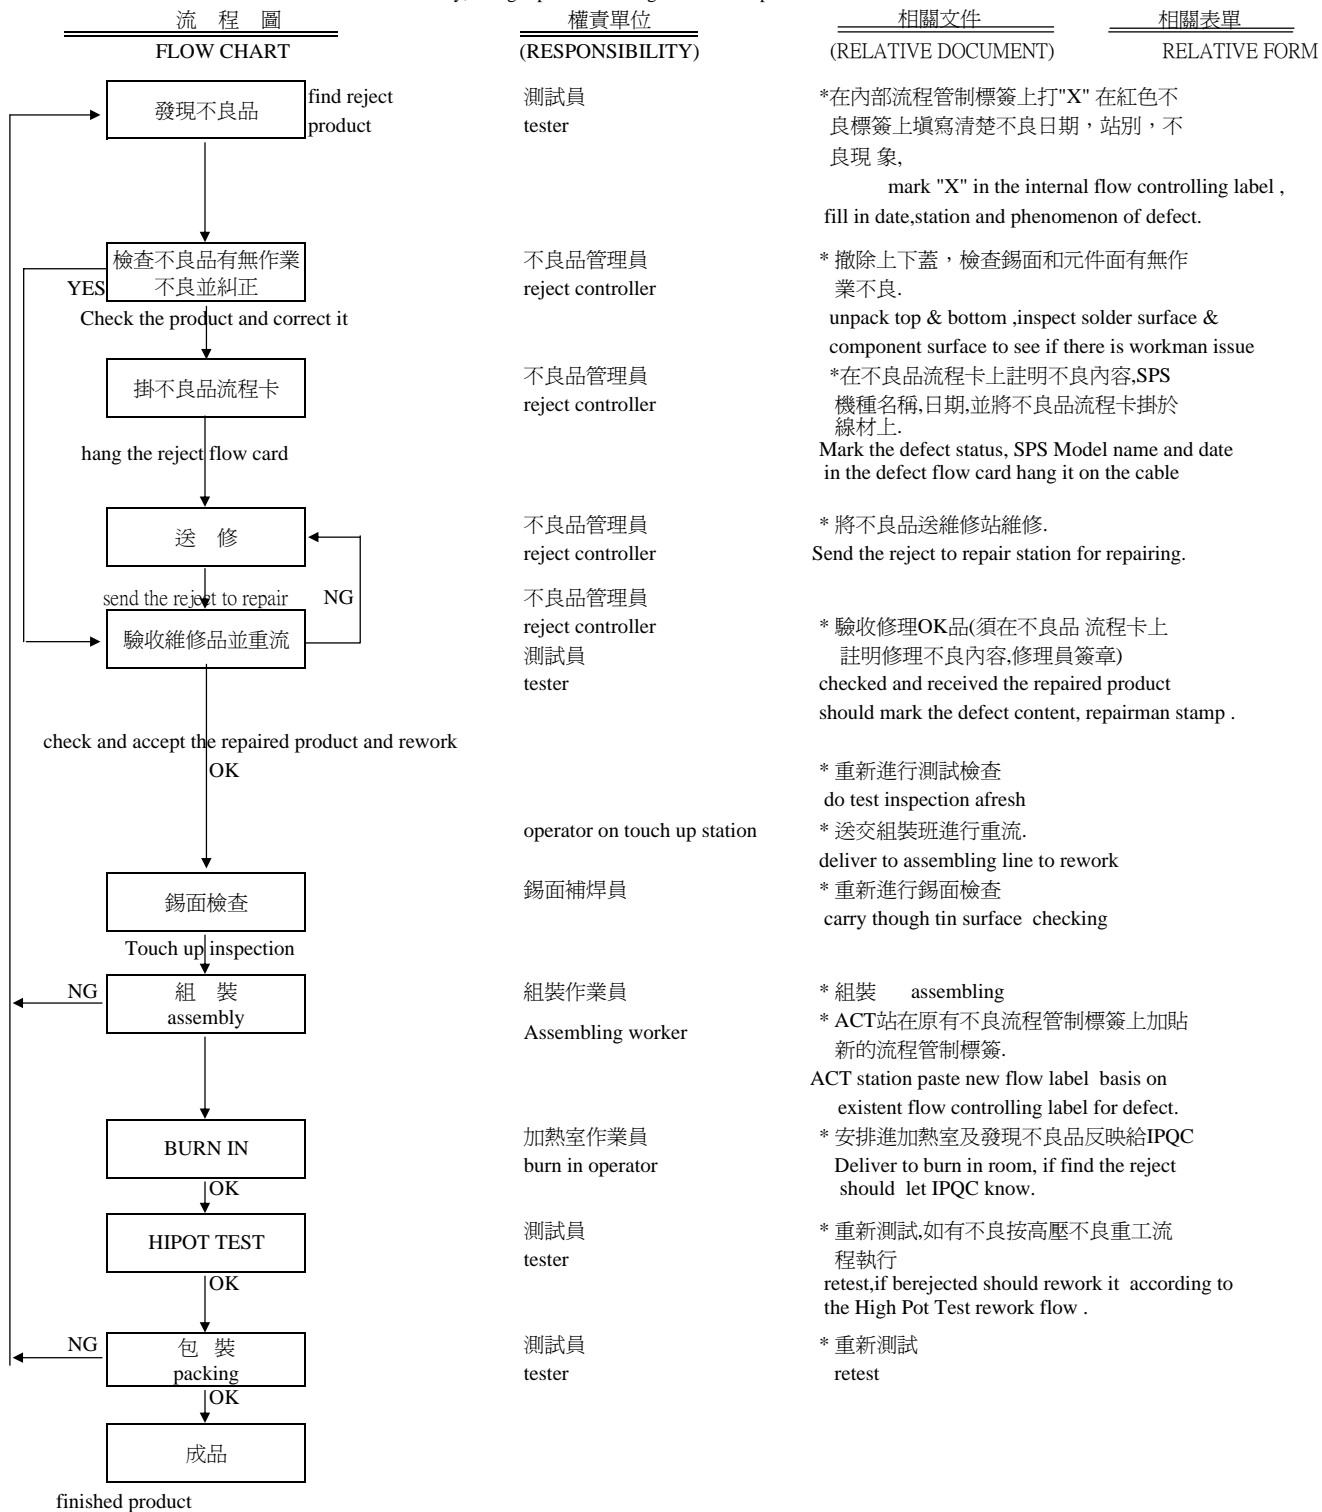 流 程 圖
權責單位
相關文件
相關表單
FLOW CHART
(RESPONSIBILITY)
(RELATIVE DOCUMENT)
RELATIVE FORM
發現不良品
find reject
product
測試員
tester
*在內部流程管制標簽上打"X" 在紅色不
良標簽上填寫清楚不良日期，站別，不
良現 象,
mark "X" in the internal flow controlling label ,
fill in date,station and phenomenon of defect.
檢查不良品有無作業
不良並糾正
YES
Check the product and correct it
不良品管理員
reject controller
* 撤除上下蓋，檢查錫面和元件面有無作
業不良.
unpack top & bottom ,inspect solder surface &
component surface to see if there is workman issue
掛不良品流程卡
hang the reject flow card
不良品管理員
reject controller
*在不良品流程卡上註明不良內容,SPS
機種名稱,日期,並將不良品流程卡掛於
線材上.
Mark the defect status, SPS Model name and date
in the defect flow card hang it on the cable
送 修
send the reject to repair
NG
不良品管理員
reject controller
* 將不良品送維修站維修.
Send the reject to repair station for repairing.
驗收維修品並重流
check and accept the repaired product and rework
OK
不良品管理員
reject controller
測試員
tester
* 驗收修理OK品(須在不良品 流程卡上
註明修理不良內容,修理員簽章)
checked and received the repaired product
should mark the defect content, repairman stamp .
* 重新進行測試檢查
do test inspection afresh
operator on touch up station
* 送交組裝班進行重流.
deliver to assembling line to rework
錫面檢查
Touch up inspection
錫面補焊員
* 重新進行錫面檢查
carry though tin surface checking
NG
組 裝
assembly
組裝作業員
Assembling worker
* 組裝 assembling
* ACT站在原有不良流程管制標簽上加貼
新的流程管制標簽.
ACT station paste new flow label basis on
existent flow controlling label for defect.
BURN IN
OK
加熱室作業員
burn in operator
* 安排進加熱室及發現不良品反映給IPQC
Deliver to burn in room, if find the reject
should let IPQC know.
HIPOT TEST
OK
測試員
tester
* 重新測試,如有不良按高壓不良重工流
程執行
retest,if berejected should rework it according to
the High Pot Test rework flow .
NG
包 裝
packing
OK
測試員
tester
* 重新測試
retest
成品
finished product